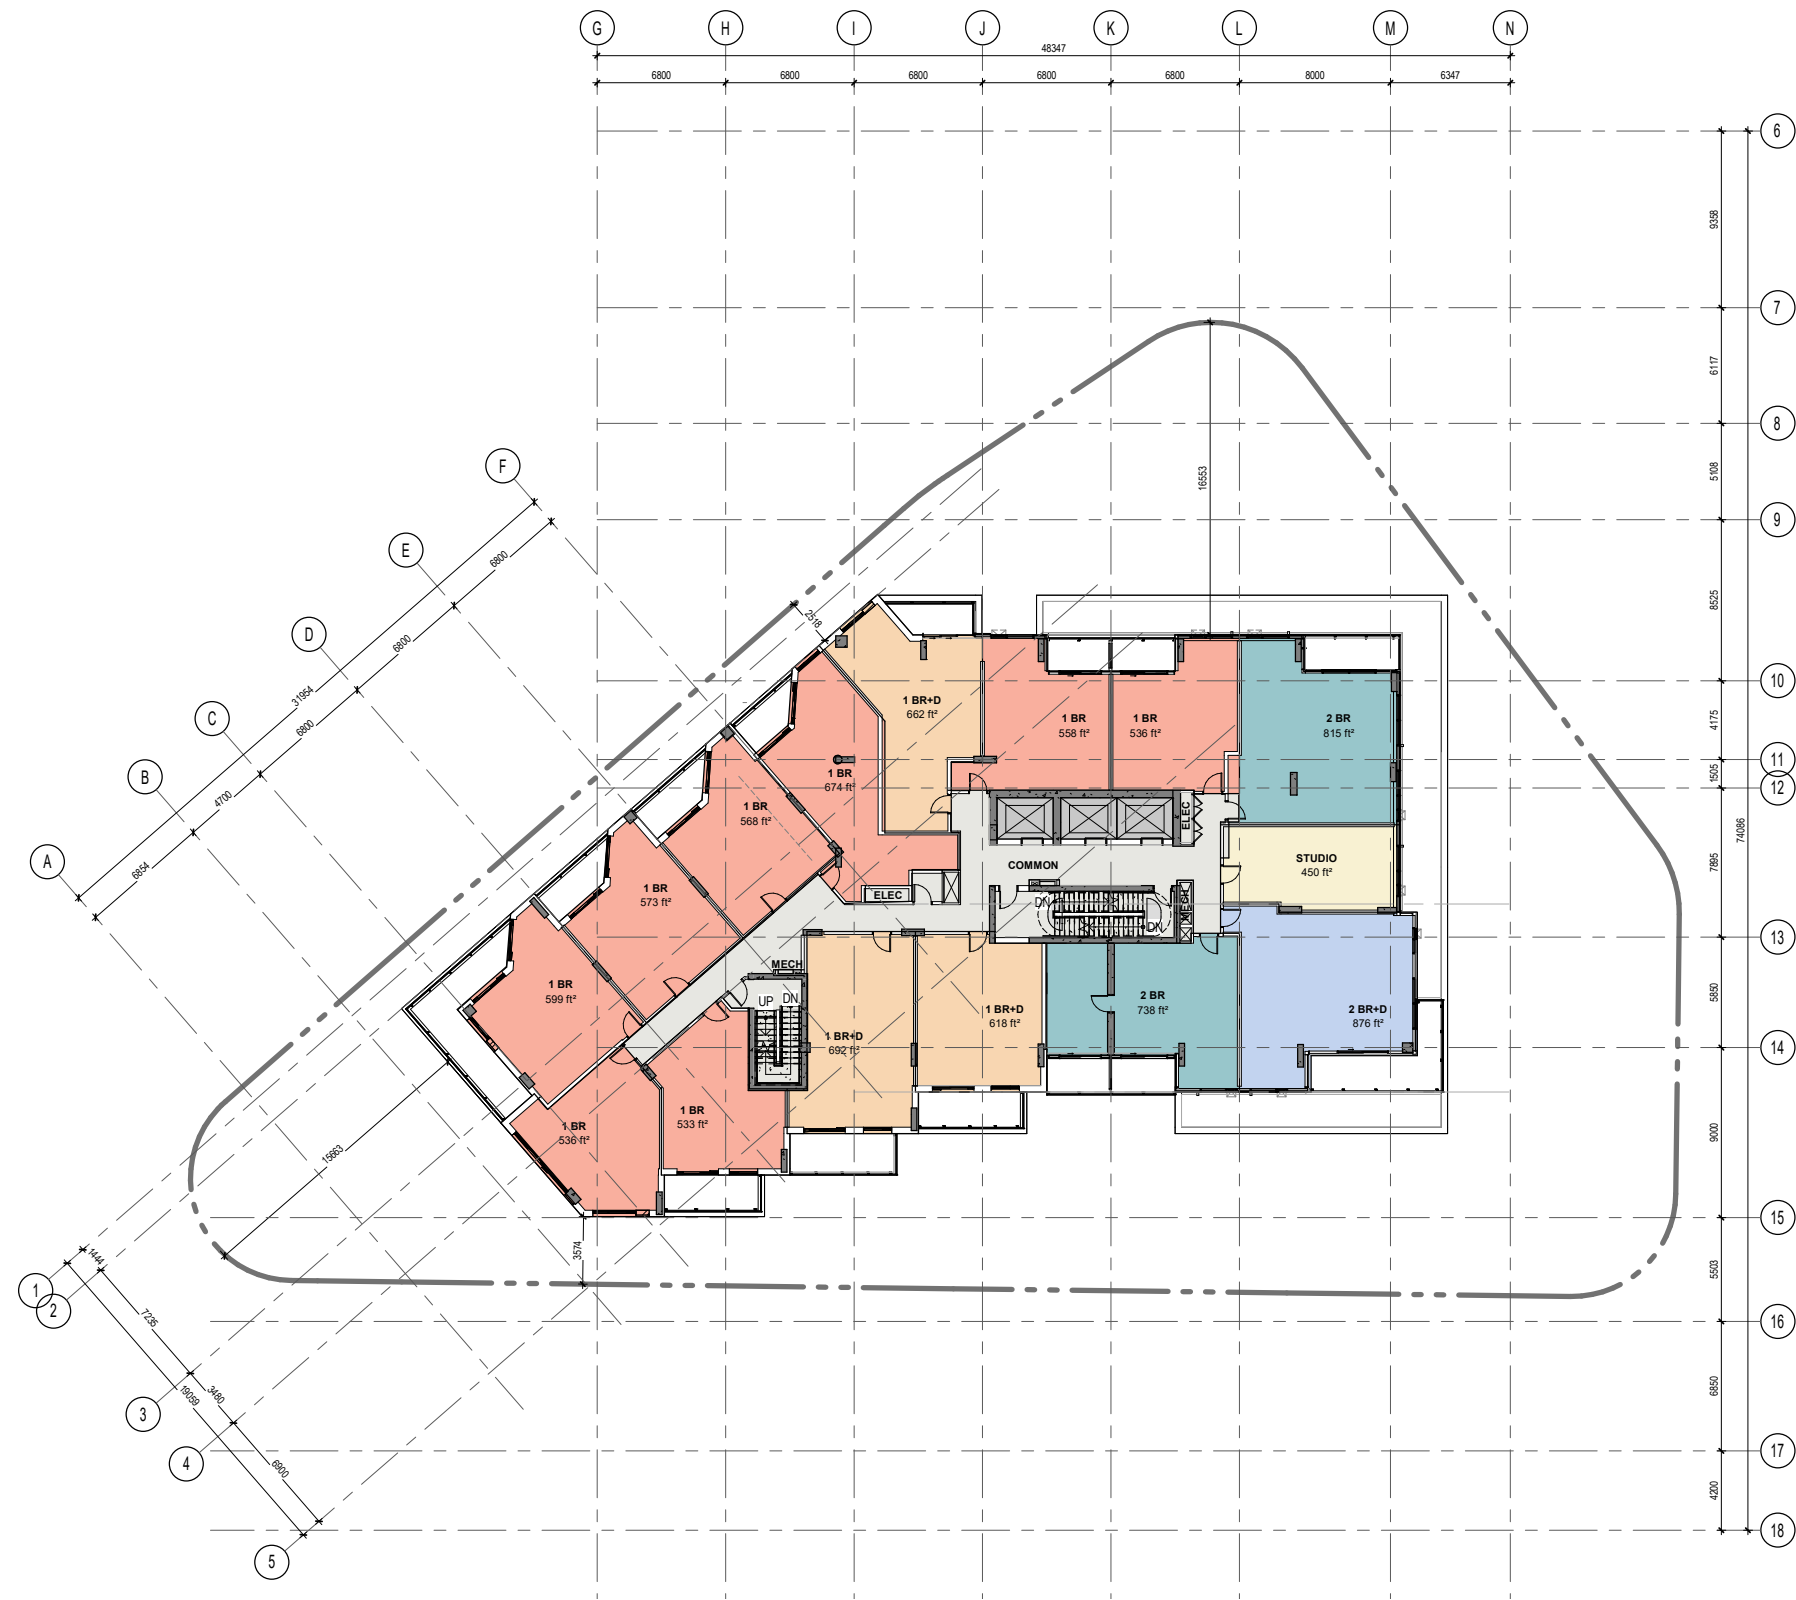 G H I J K L M N
48347
6800 6800 6800 6800 6800 8000 6347
6
9358
7
6117
8
5108
9
8525
10
4175
11
1505
12
7895
74086
13
5850
14
9000
15
5503
16
6850
17
4200
18
F
E
D
C
B
A
6800
6800
31954
6800
4700
6854
16553
2518
15663
3574
1
2
3
4
5
1444
7235
3480
19059
6900
1 BR+D
662 ft²
1 BR
558 ft²
1 BR
536 ft²
2 BR
815 ft²
1 BR
674 ft²
1 BR
568 ft²
ELEC
COMMON
STUDIO
450 ft²
1 BR
573 ft²
ELEC
DN
DN
MECH
MECH
1 BR
599 ft²
UP DN
1 BR+D
692 ft²
1 BR+D
618 ft²
2 BR
738 ft²
2 BR+D
876 ft²
1 BR
536 ft²
1 BR
533 ft²